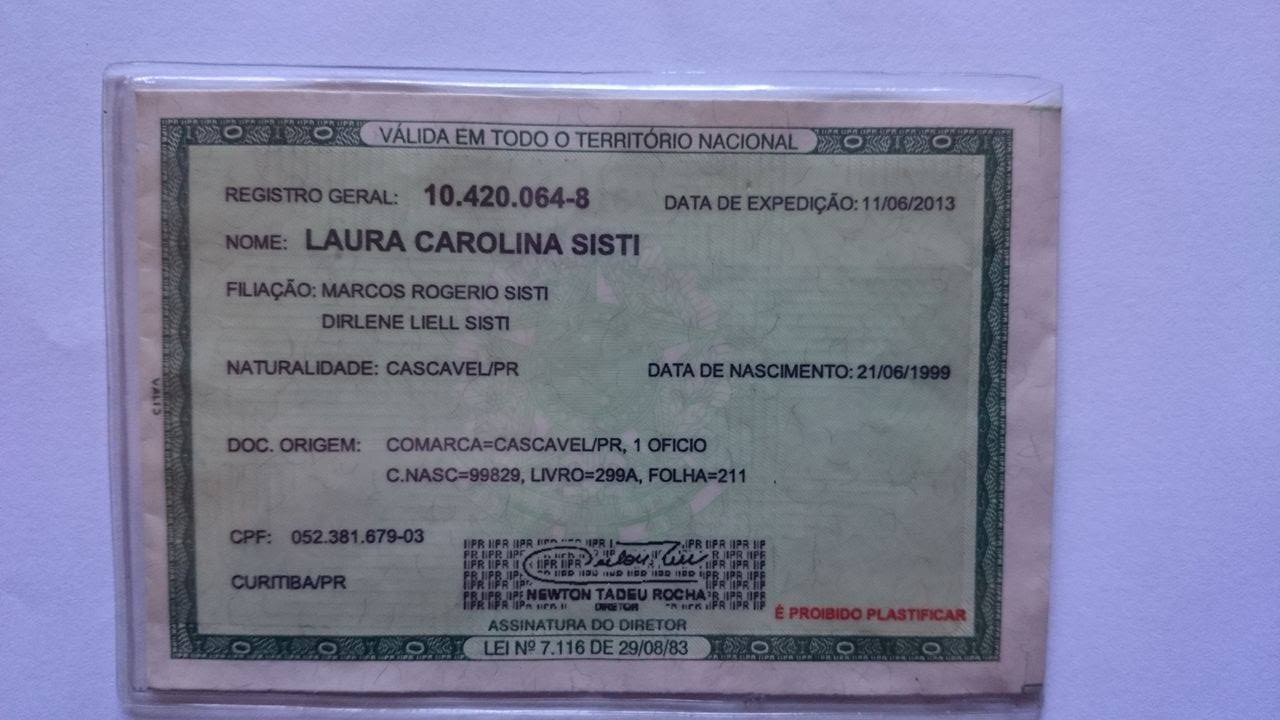 VÁLIDA EM TODO O TERRITÓRIO NACIONAL
REGISTRO GERAL: 10.420.064-8 DATA DE EXPEDIÇÃO: 11/06/2013
NOME: LAURA CAROLINA SISTI
FILIAÇÃO: MARCOS ROGERIO SISTI
DIRLENE LIELL SISTI
NATURALIDADE: CASCAVEL/PR DATA DE NASCIMENTO: 21/06/1999
DOC. ORIGEM: COMARCA=CASCAVEL/PR, 1 OFICIO
C.NASC=99829, LIVRO=299A, FOLHA=211
CPF: 052.381.679-03
CURITIBA/PR
NEWTON TADEU ROCHA
DIRETOR
É PROIBIDO PLASTIFICAR
ASSINATURA DO DIRETOR
LEI Nº 7.116 DE 29/08/83